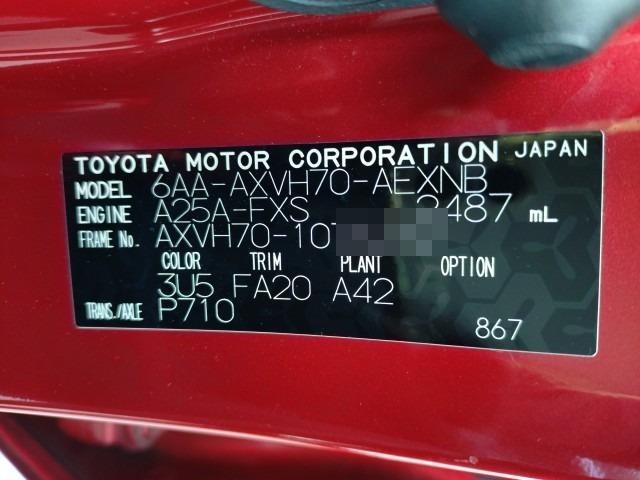 TOYOTA MOTOR CORPORATION JAPAN
MODEL 6AA-AXVH70-AEXNB
ENGINE A25A-FXS 2487 mL
FRAME No. AXVH70-10
COLOR TRIM PLANT OPTION
3U5 FA20 A42
TRANS./AXLE P710
867